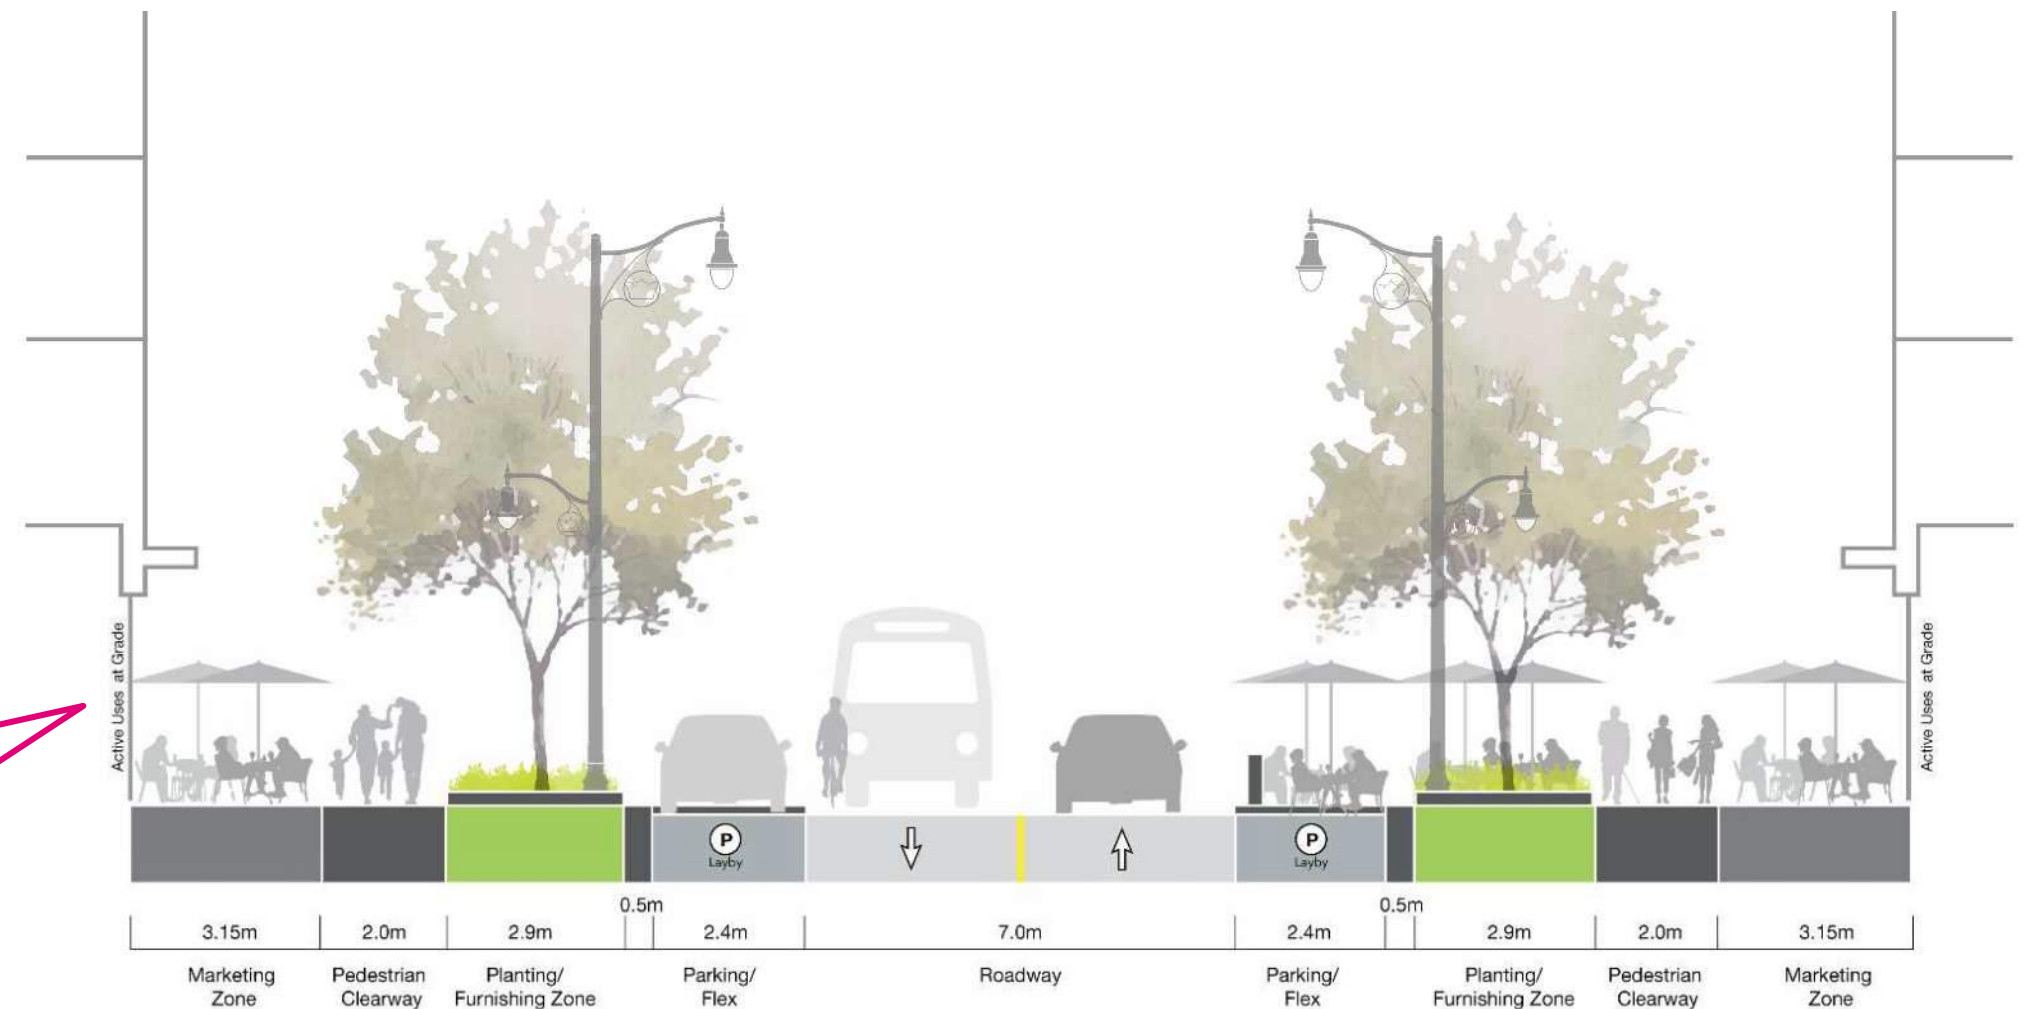 Active Uses at Grade
Active Uses at Grade
P
Layby
P
Layby
0.5m
0.5m
3.15m
2.0m
2.9m
2.4m
7.0m
2.4m
2.9m
2.0m
3.15m
Marketing
Zone
Pedestrian
Clearway
Planting/
Furnishing Zone
Parking/
Flex
Roadway
Parking/
Flex
Planting/
Furnishing Zone
Pedestrian
Clearway
Marketing
Zone